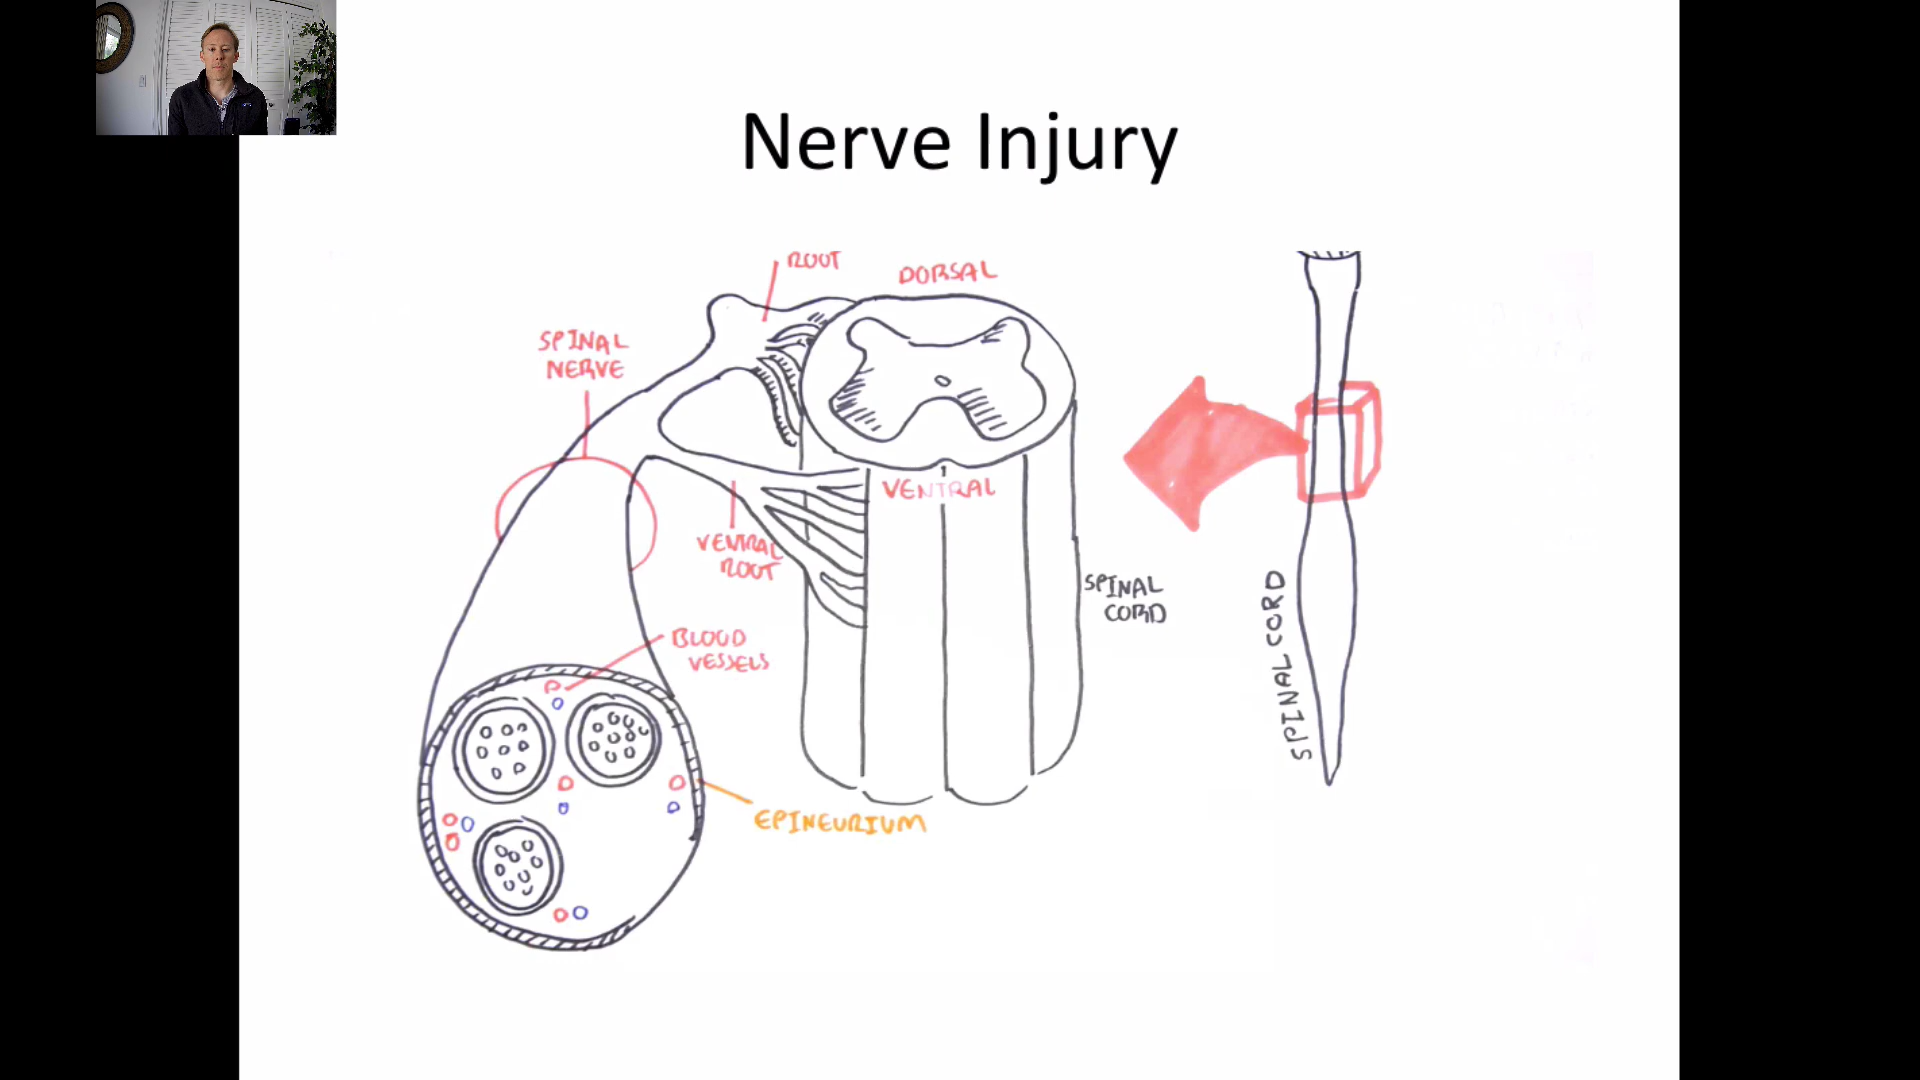 Nerve Injury
ROOT
DORSAL
SPINAL
NERVE
VENTRAL
VENTRAL
ROOT
SPINAL
CORD
SPINAL CORD
BLOOD
VESSELS
EPINEURIUM